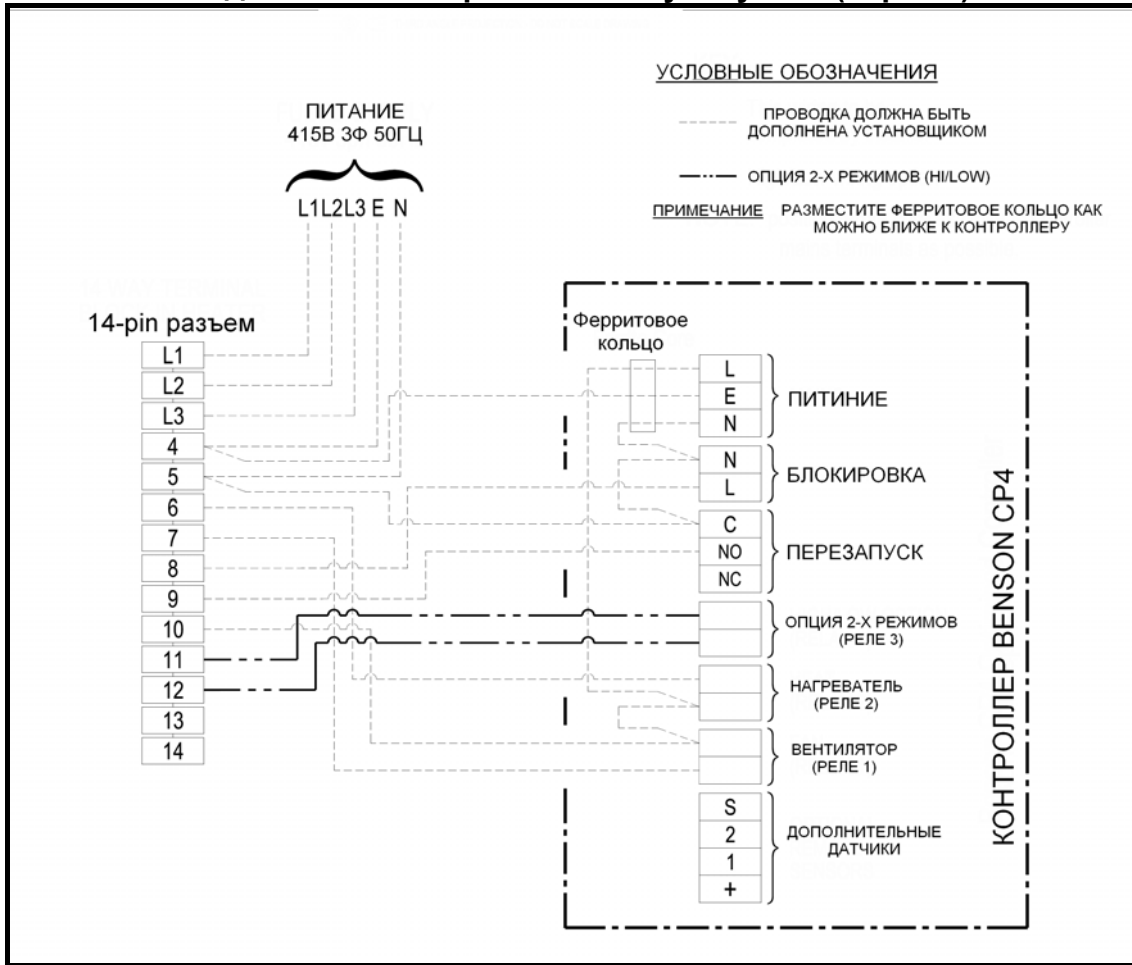 УСЛОВНЫЕ ОБОЗНАЧЕНИЯ
ПРОВОДКА ДОЛЖНА БЫТЬ
ДОПОЛНЕНА УСТАНОВЩИКОМ
ОПЦИЯ 2-Х РЕЖИМОВ (HI/LOW)
ПРИМЕЧАНИЕ РАЗМЕСТИТЕ ФЕРРИТОВОЕ КОЛЬЦО КАК
МОЖНО БЛИЖЕ К КОНТРОЛЛЕРУ
ПИТАНИЕ
415В 3Ф 50ГЦ
L1 L2 L3 E N
14-pin разъем
L1
L2
L3
4
5
6
7
8
9
10
11
12
13
14
Ферритовое
кольцо
L
E
N
ПИТИНИЕ
N
L
БЛОКИРОВКА
C
NO
NC
ПЕРЕЗАПУСК
ОПЦИЯ 2-Х РЕЖИМОВ
(РЕЛЕ 3)
НАГРЕВАТЕЛЬ
(РЕЛЕ 2)
ВЕНТИЛЯТОР
(РЕЛЕ 1)
S
2
1
+
ДОПОЛНИТЕЛЬНЫЕ
ДАТЧИКИ
КОНТРОЛЛЕР BENSON CP4